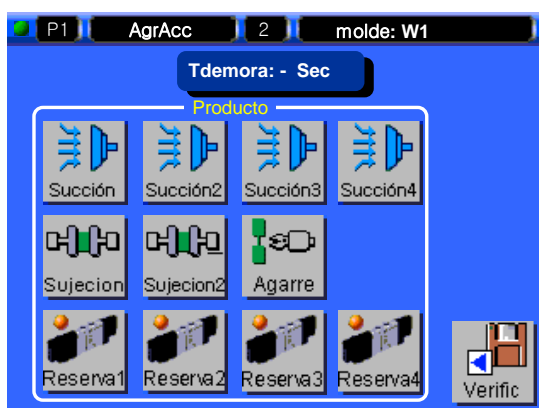 P1 AgrAcc 2 molde: W1
Tdemora: - Sec
Producto
Succión Succión2 Succión3 Succión4
Sujecion Sujecion2 Agarre
Reserva1 Reserva2 Reserva3 Reserva4
Verific